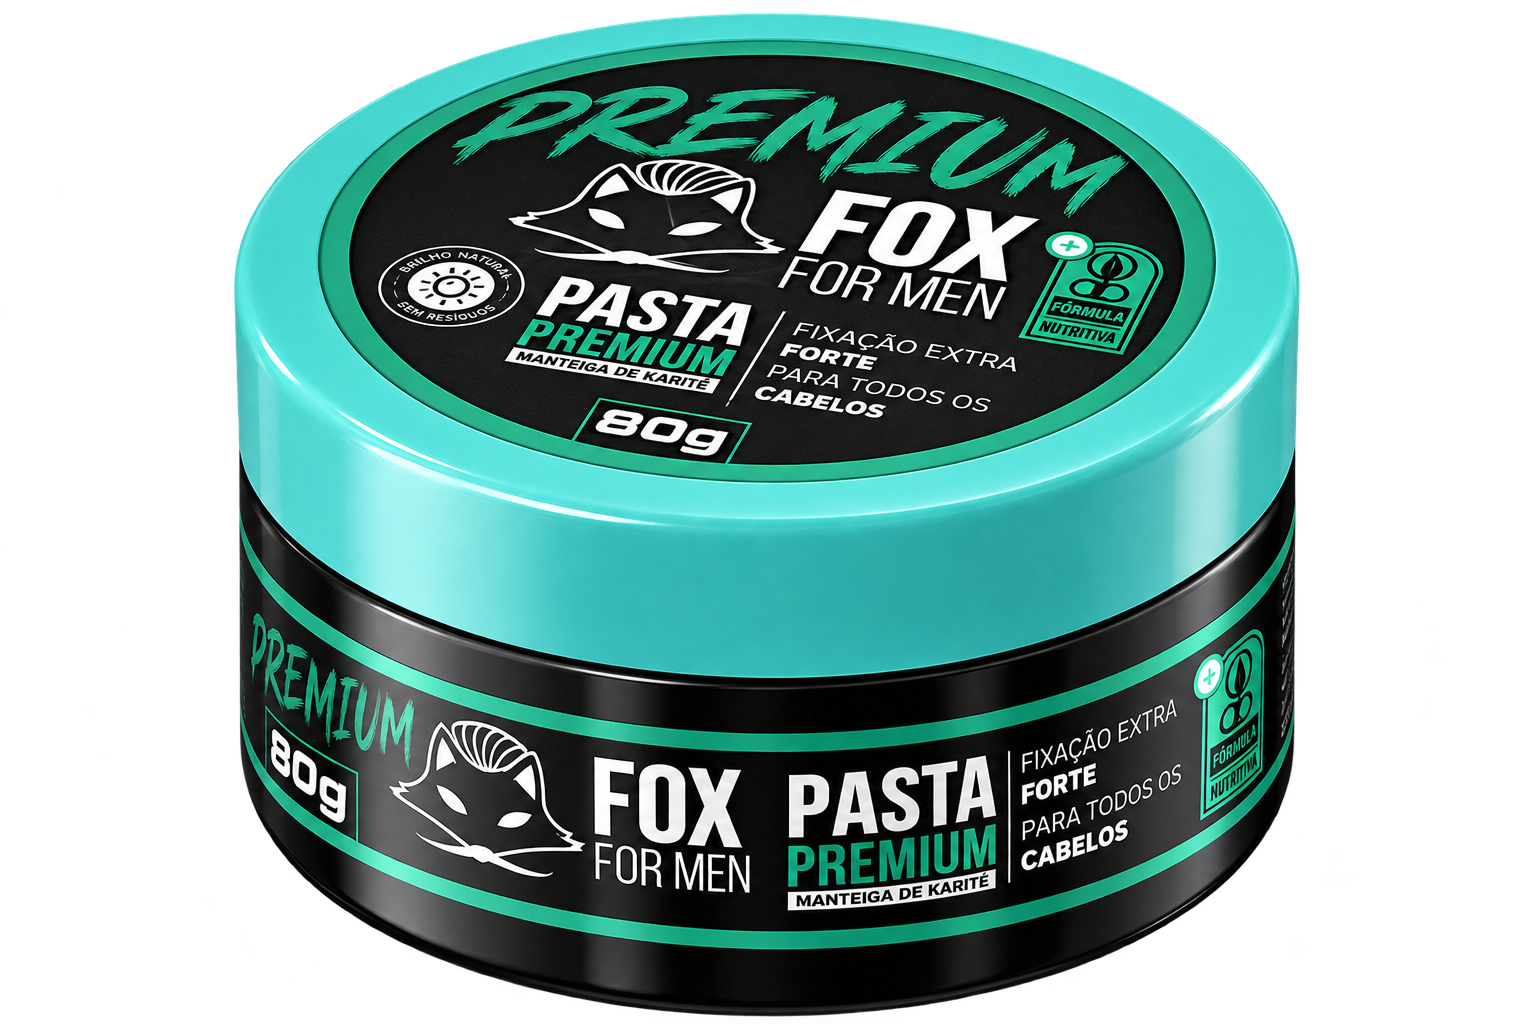 PREMIUM
FOX
FOR MEN
BRILHO NATURAL
SEM RESÍDUOS
PASTA
PREMIUM
MANTEIGA DE KARITÉ
FIXAÇÃO EXTRA
FORTE
PARA TODOS OS
CABELOS
+
FÓRMULA
NUTRITIVA
80g
PREMIUM
80g
FOX
FOR MEN
PASTA
PREMIUM
MANTEIGA DE KARITÉ
FIXAÇÃO EXTRA
FORTE
PARA TODOS OS
CABELOS
+
FÓRMULA
NUTRITIVA